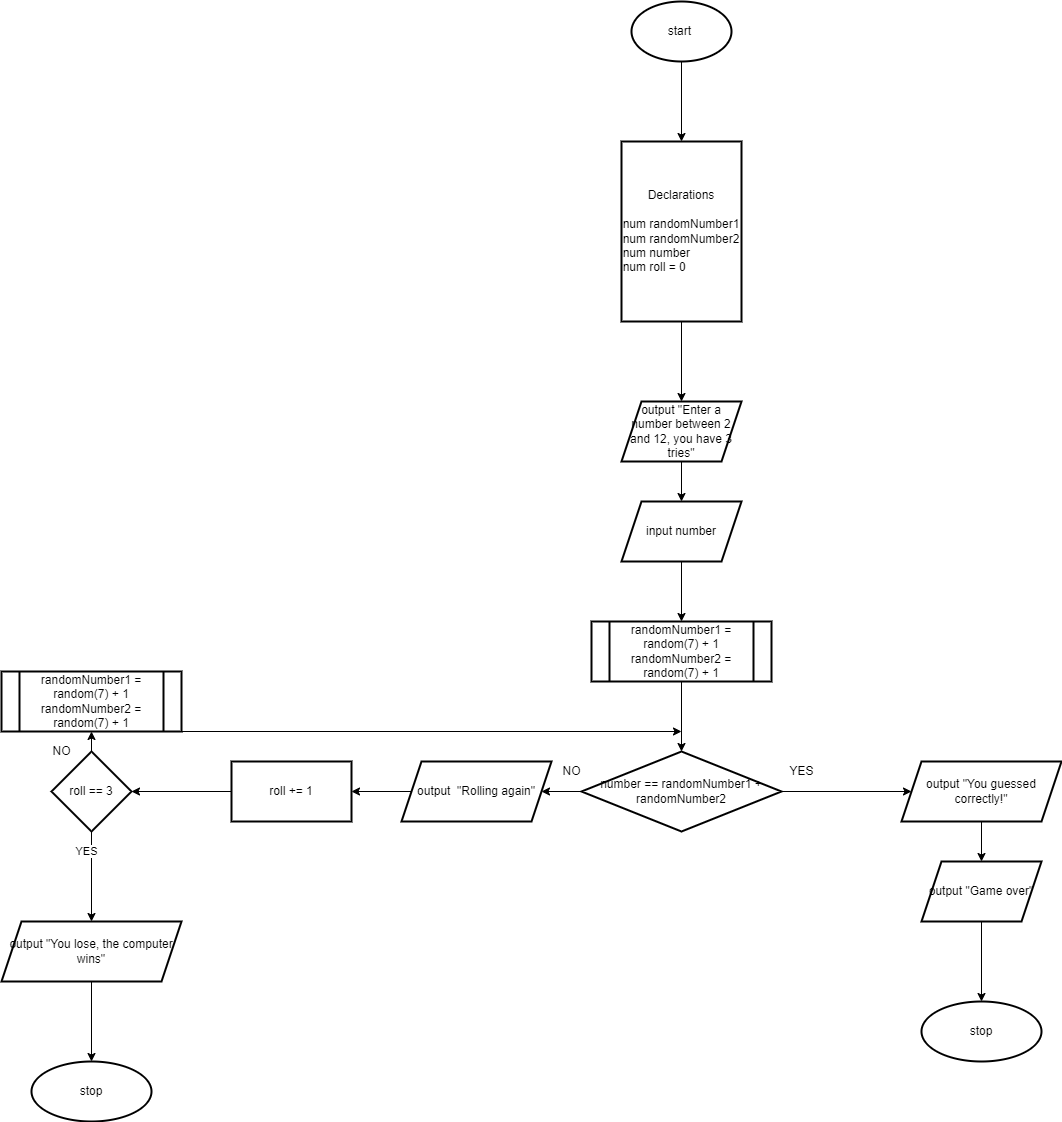 start
Declarations
num randomNumber1
num randomNumber2
num number
num roll = 0
output "Enter a
number between 2
and 12, you have 3
tries"
input number
randomNumber1 =
random(7) + 1
randomNumber2 =
random(7) + 1
randomNumber1 =
random(7) + 1
randomNumber2 =
random(7) + 1
NO
roll == 3
YES
roll += 1
output "Rolling again"
NO
number == randomNumber1 +
randomNumber2
YES
output "You guessed
correctly!"
output "Game over"
stop
output "You lose, the computer
wins"
stop